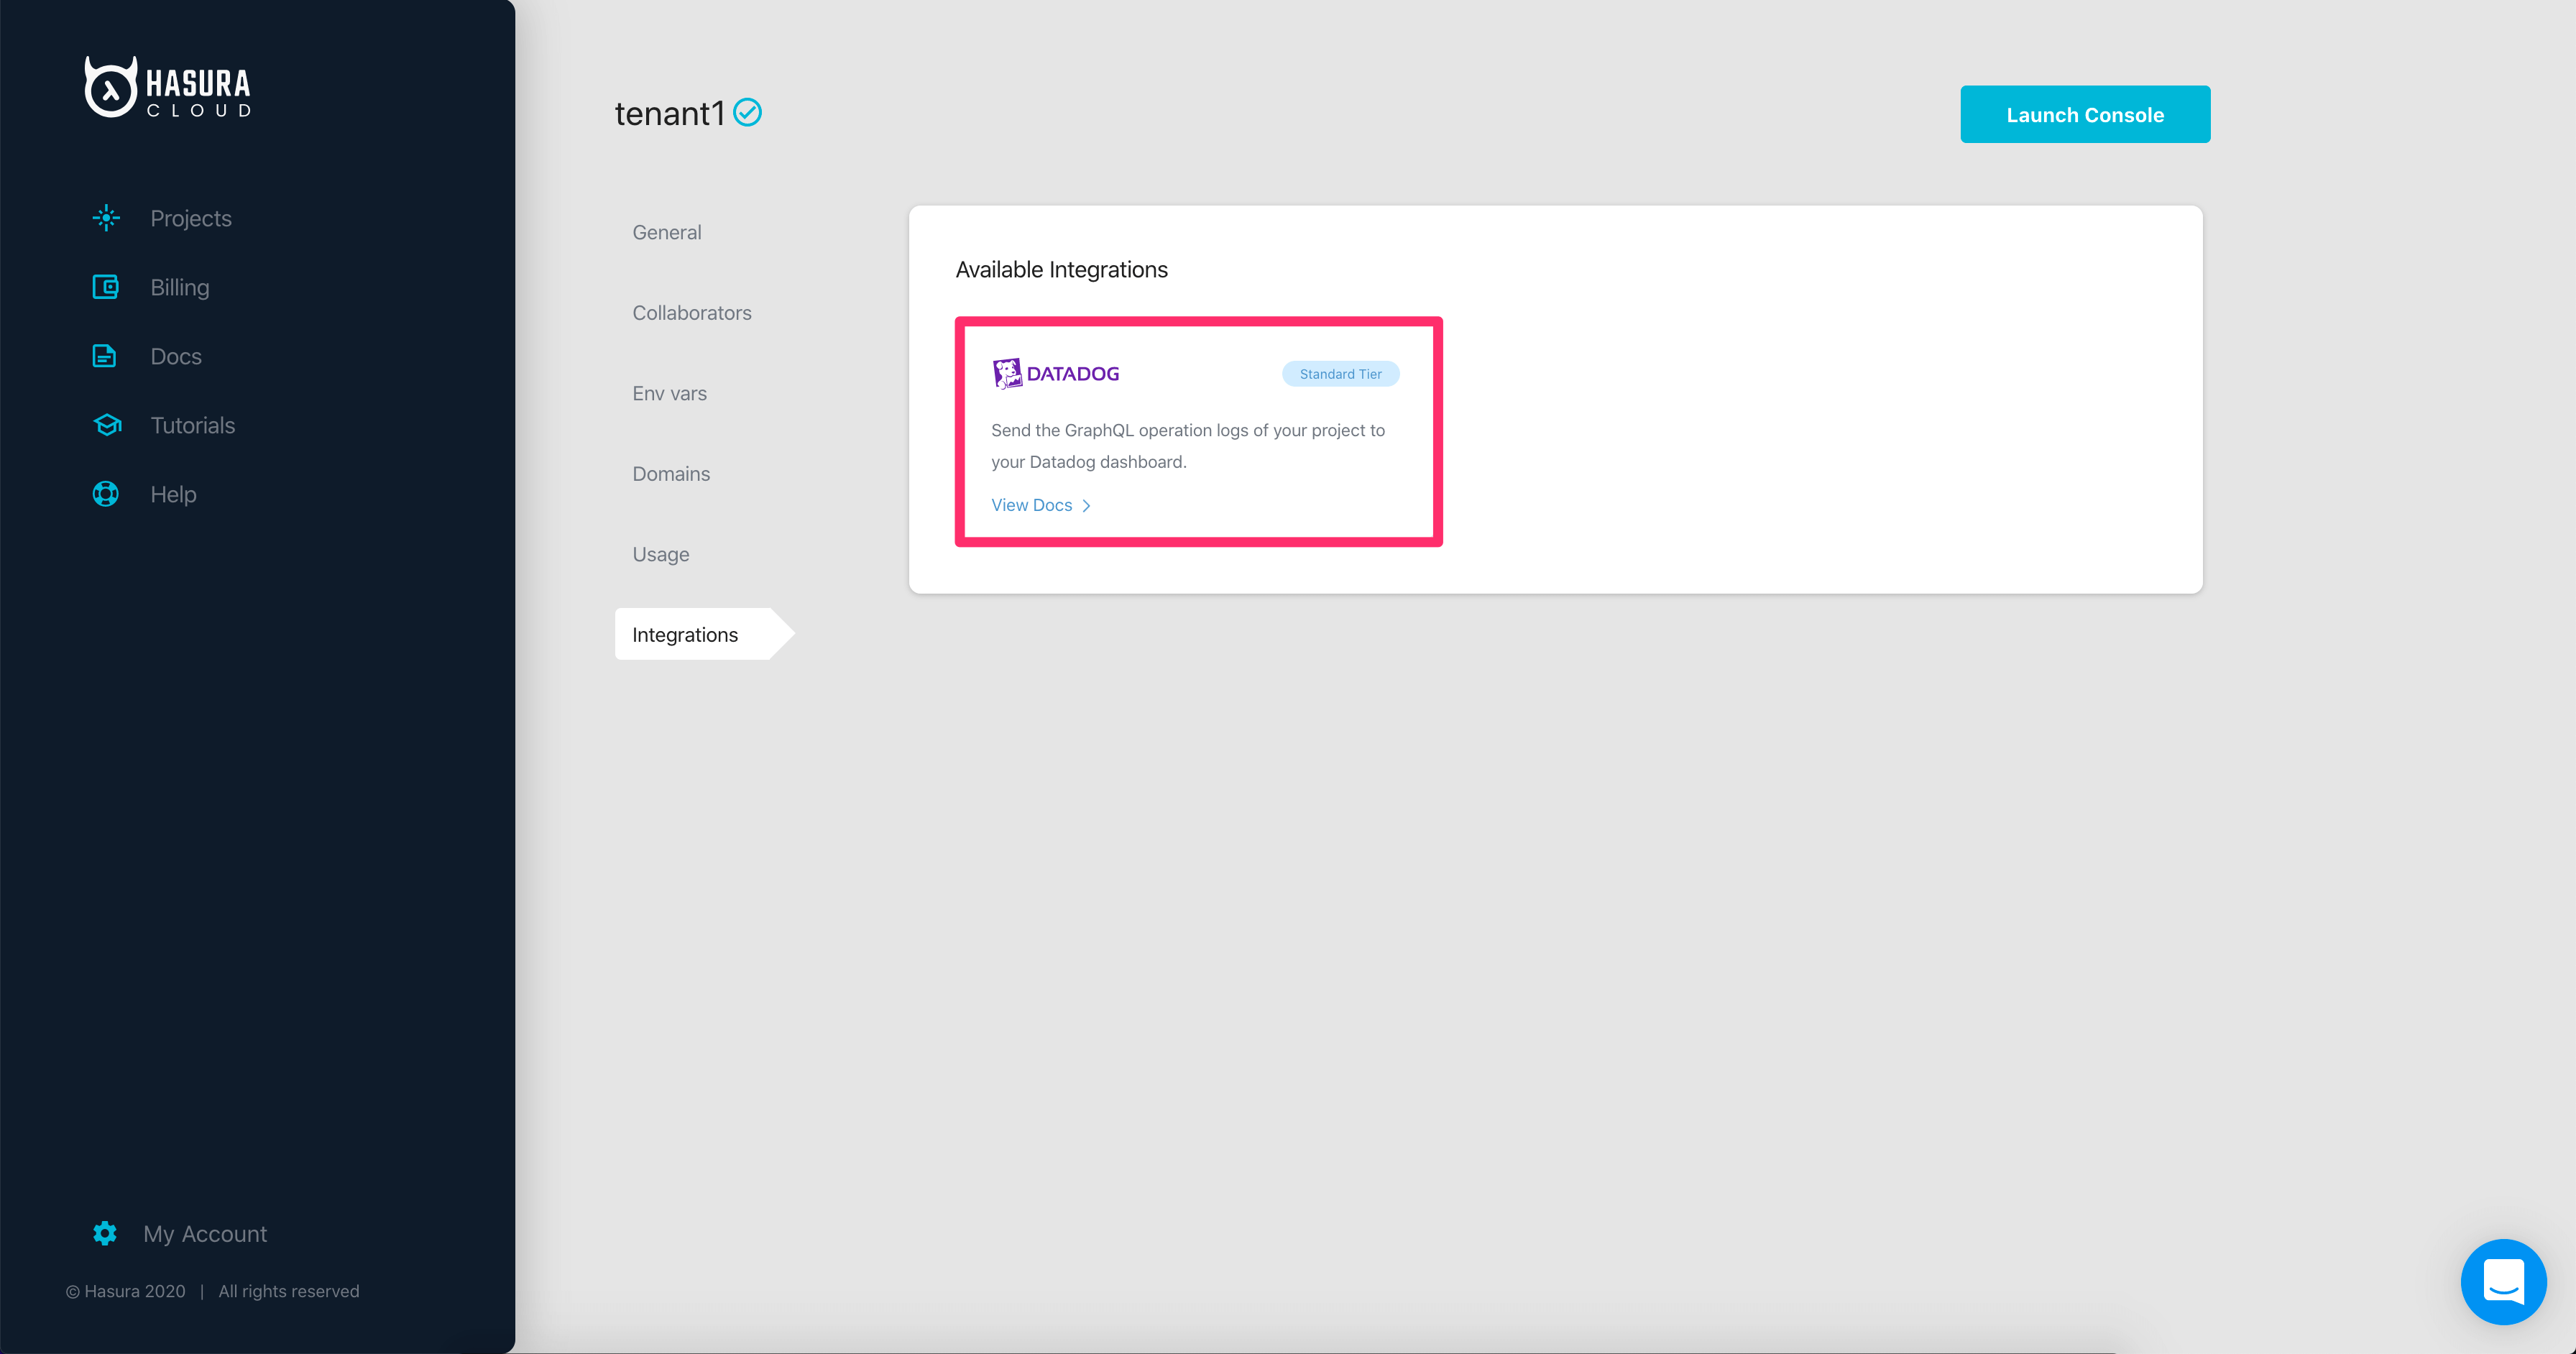 HASURA
CLOUD
Projects
Billing
Docs
Tutorials
Help
My Account
© Hasura 2020 | All rights reserved
tenant1
Launch Console
General
Collaborators
Env vars
Domains
Usage
Integrations
Available Integrations
DATADOG
Standard Tier
Send the GraphQL operation logs of your project to
your Datadog dashboard.
View Docs